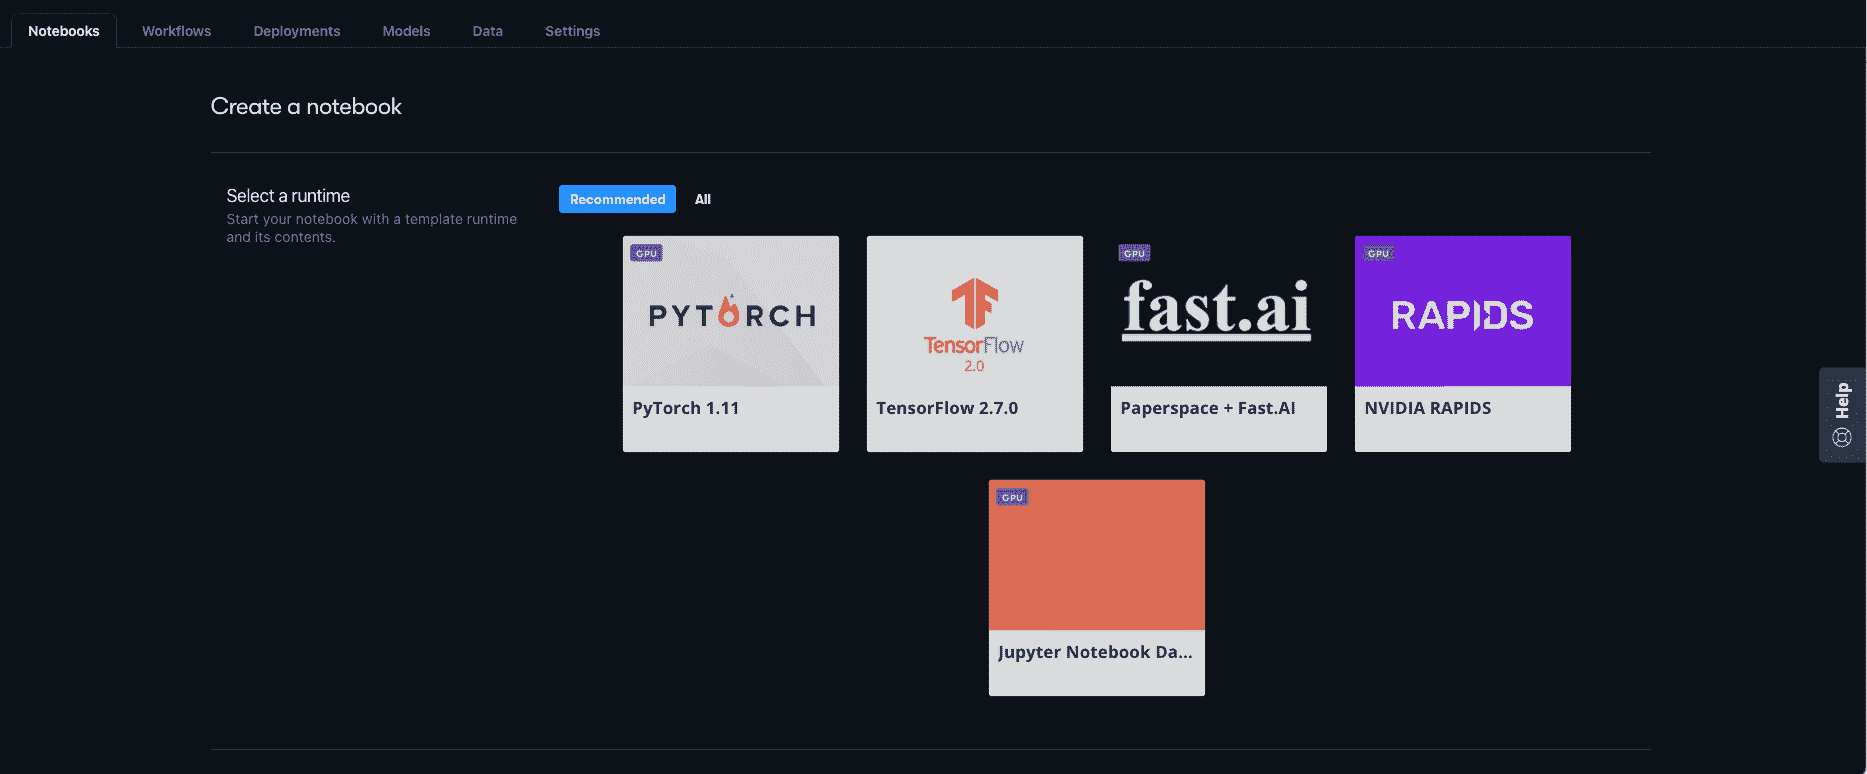 Notebooks Workflows Deployments Models Data Settings
Create a notebook
Select a runtime
Start your notebook with a template runtime
and its contents.
Recommended All
GPU
PYTORCH
PyTorch 1.11
TensorFlow
2.0
TensorFlow 2.7.0
GPU
fast.ai
Paperspace + Fast.AI
GPU
RAPIDS
NVIDIA RAPIDS
GPU
Jupyter Notebook Da...
Help